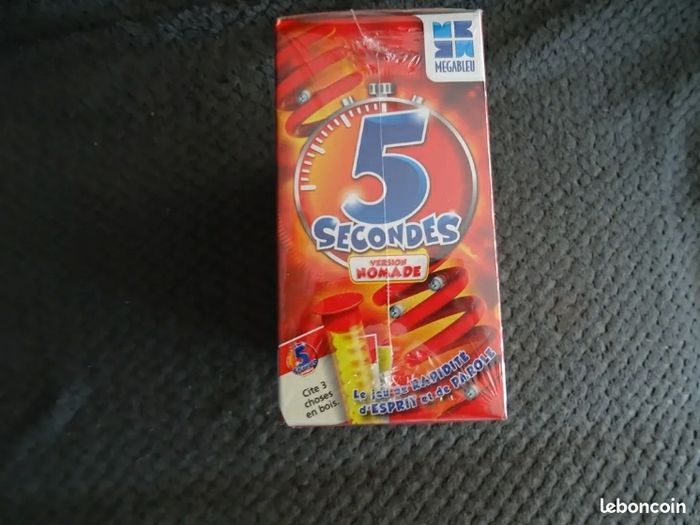 MEGABLEU
5
SECONDES
VERSION
NOMADE
5
SECONDES
Cite 3
choses
en bois.
Le jeu de RAPIDITÉ
d'ESPRIT et de PAROLE
leboncoin